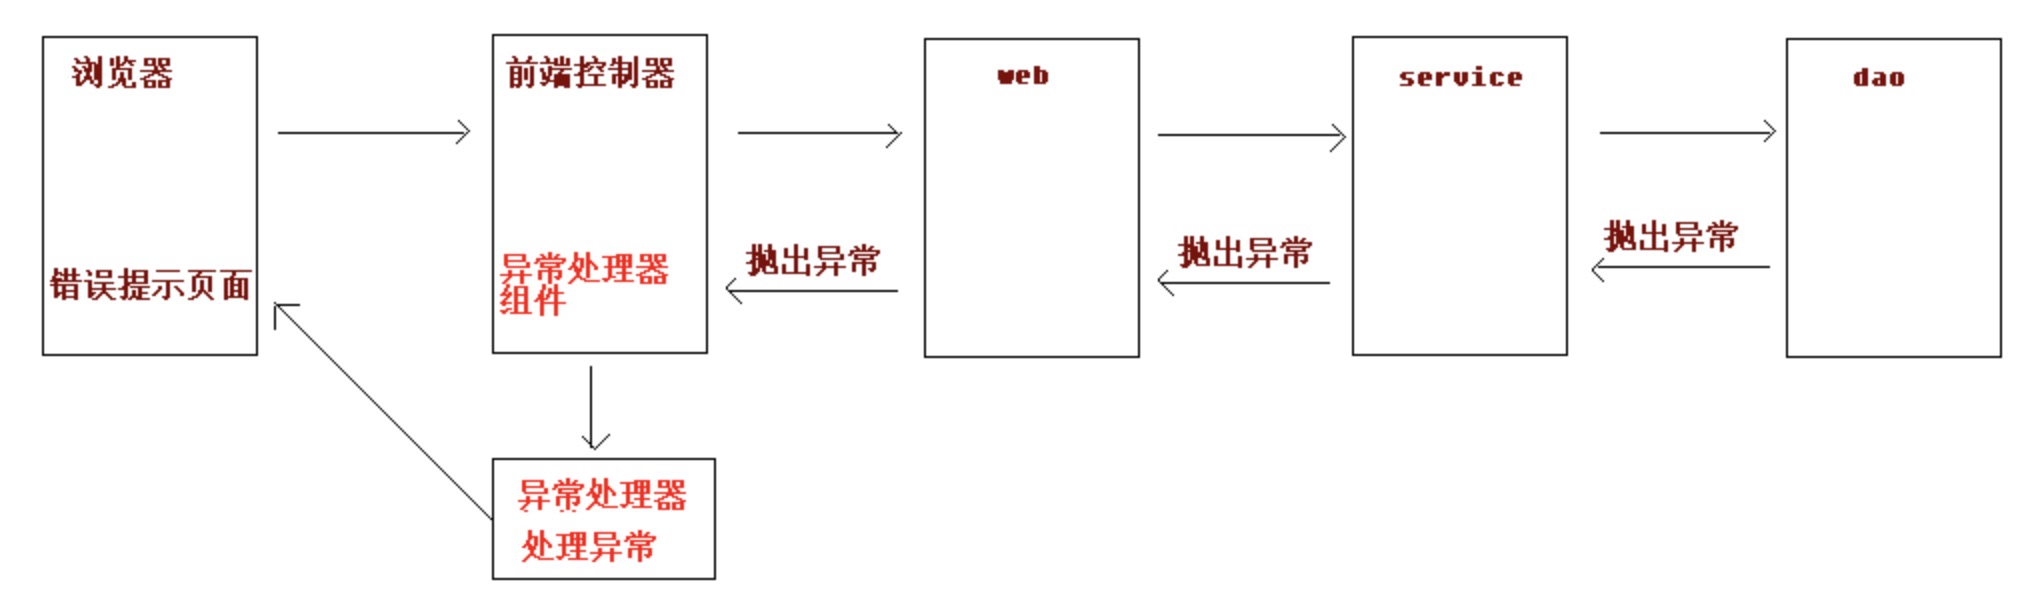 浏览器
前端控制器
web
service
dao
错误提示页面
异常处理器
组件
抛出异常
抛出异常
抛出异常
异常处理器
处理异常